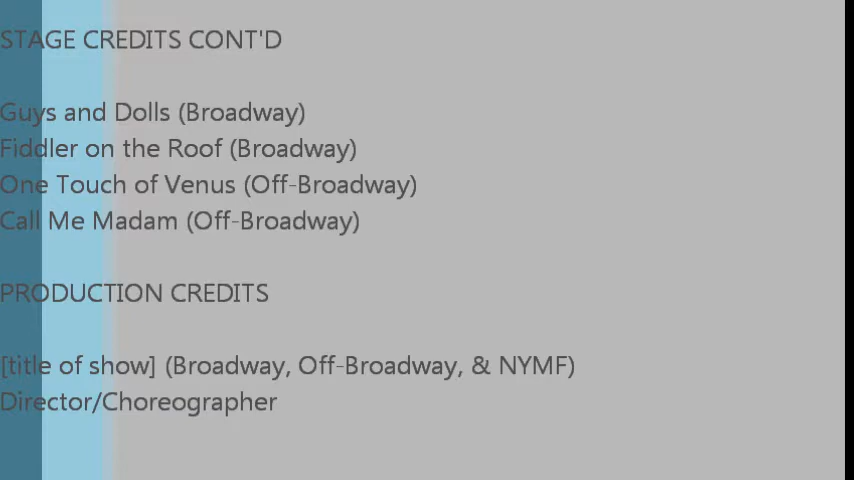 STAGE CREDITS CONT'D
Guys and Dolls (Broadway)
Fiddler on the Roof (Broadway)
One Touch of Venus (Off-Broadway)
Call Me Madam (Off-Broadway)
PRODUCTION CREDITS
[title of show] (Broadway, Off-Broadway, & NYMF)
Director/Choreographer